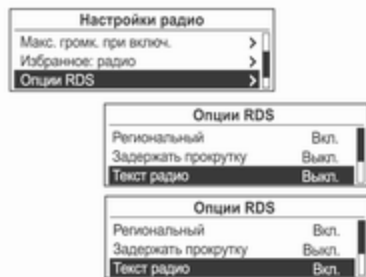 Настройки радио
Макс. громк. при включ. >
Избранное: радио >
Опции RDS >
Опции RDS
Региональный Вкл.
Задержать прокрутку Выкл.
Текст радио Выкл.
Опции RDS
Региональный Вкл.
Задержать прокрутку Выкл.
Текст радио Вкл.